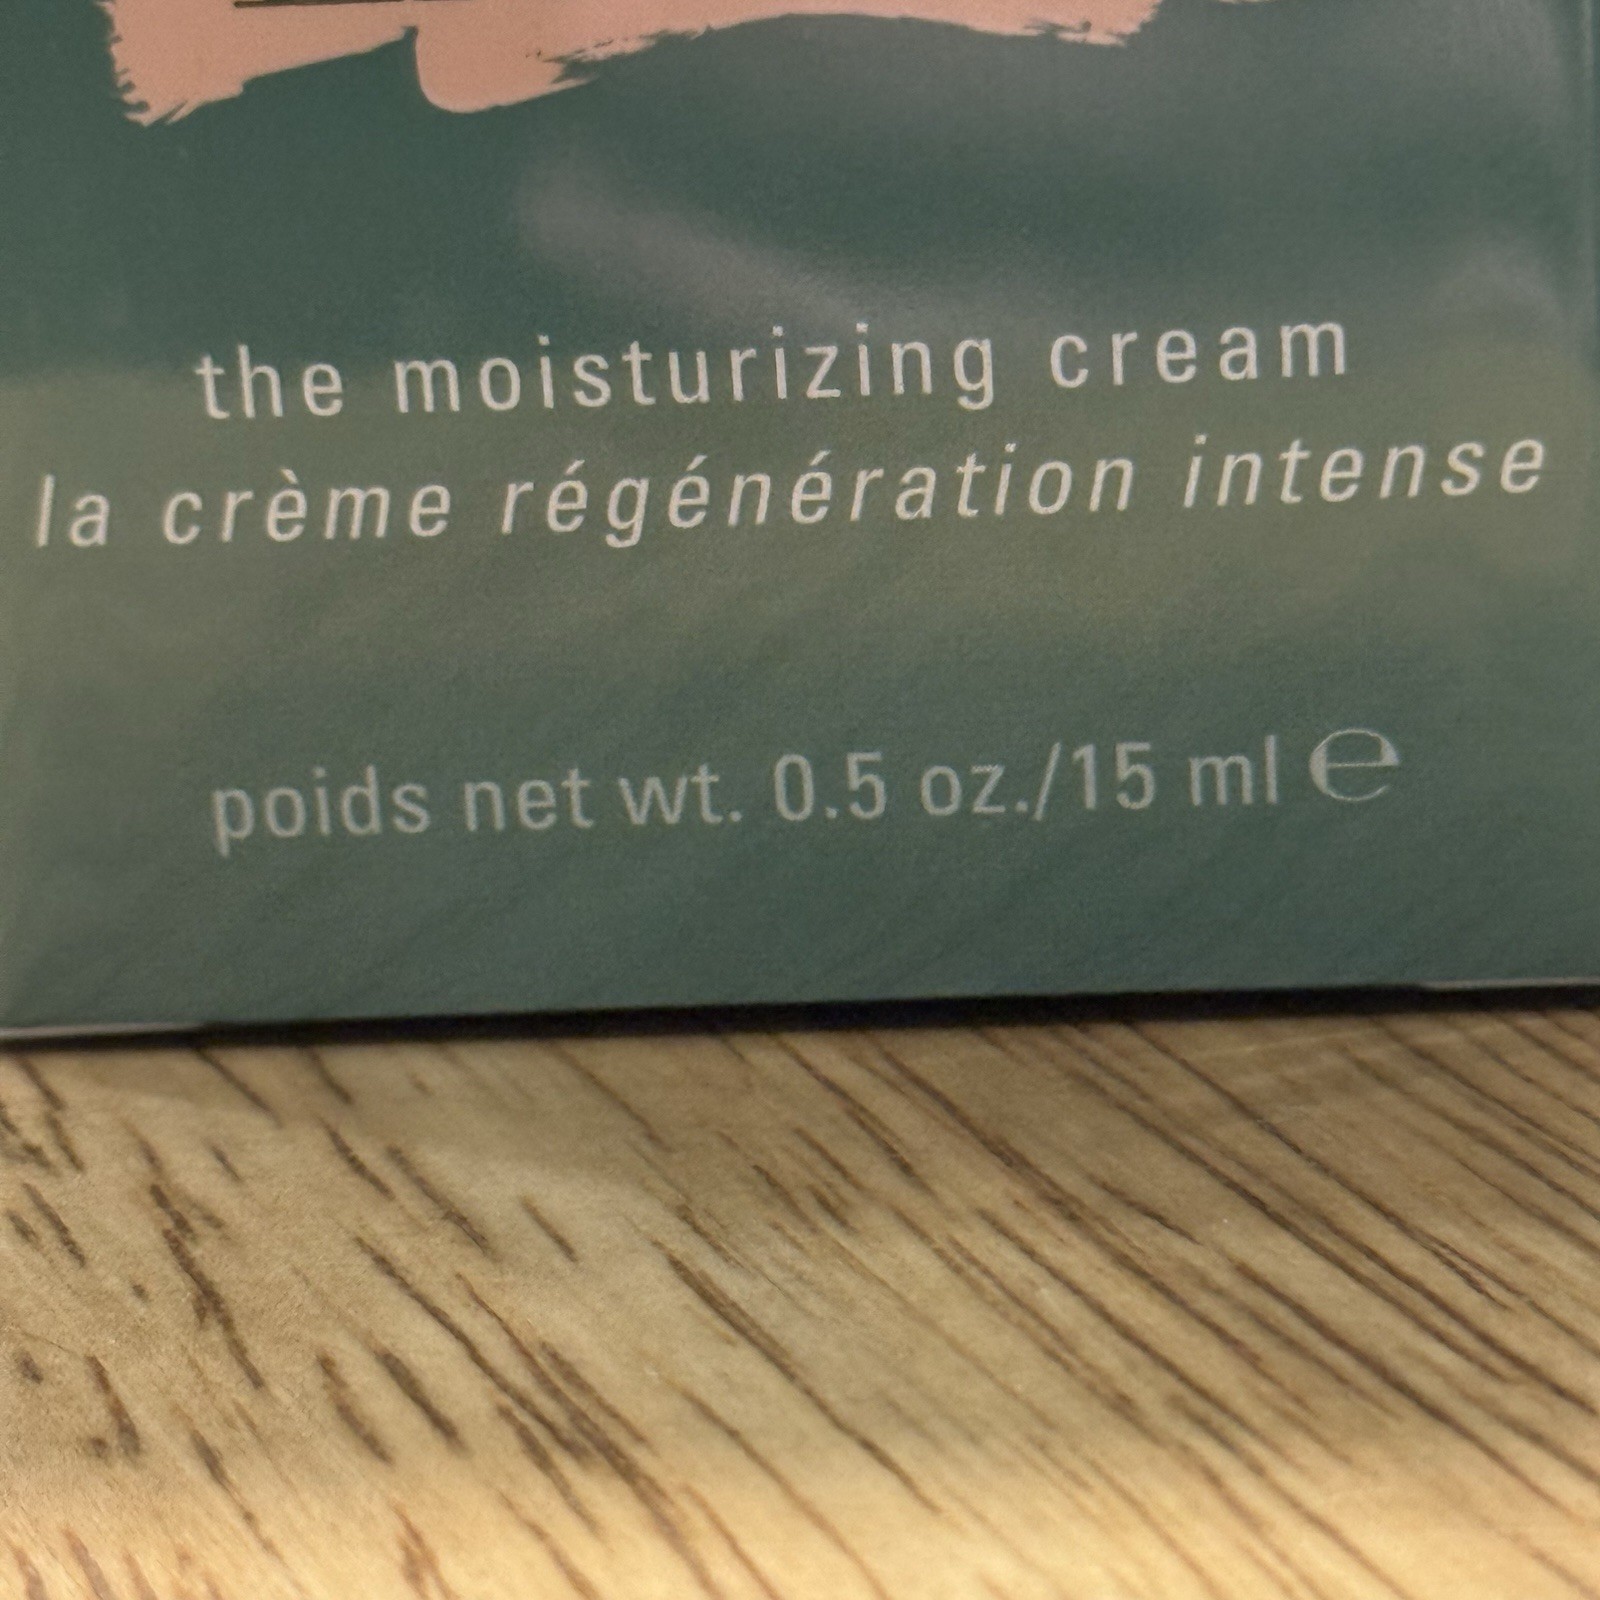 the moisturizing cream
la crème régénération intense
poids net wt. 0.5 oz./15 ml ℮